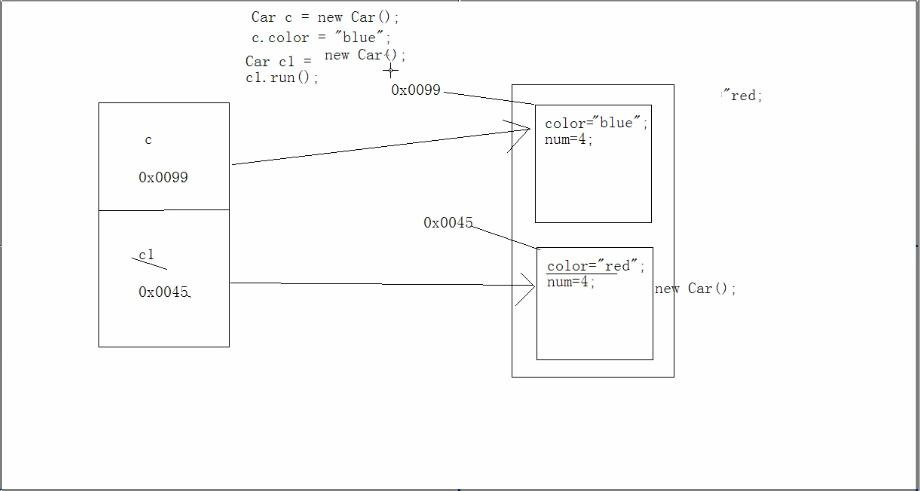 Car c = new Car();
c.color = "blue";
Car c1 = new Car();
c1.run();
0x0099
"red;
color="blue";
num=4;
c
0x0099
0x0045
c1
0x0045
color="red";
num=4;
new Car();